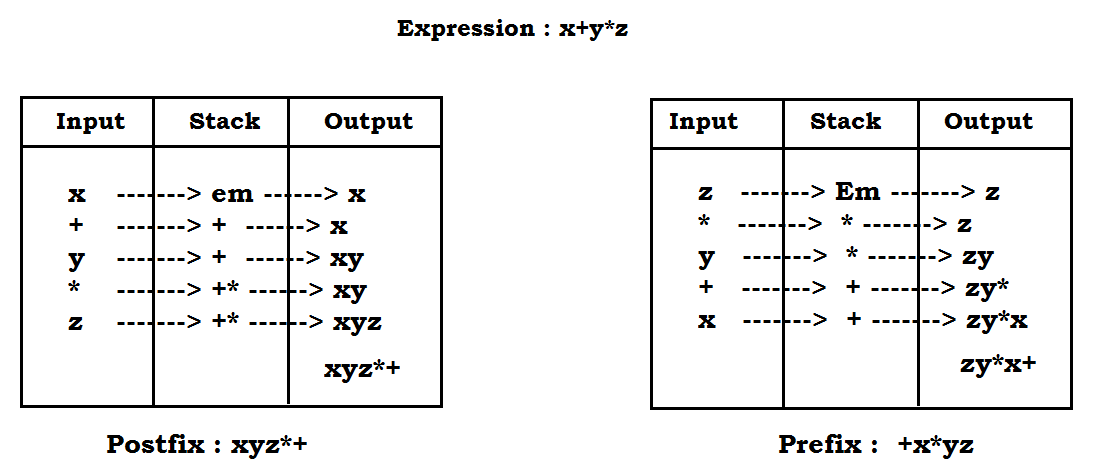 Expression : x+y*z
Input Stack Output
x -------> em ------> x
+ -------> + ------> x
y -------> + ------> xy
* -------> +* ------> xy
z -------> +* ------> xyz
xyz*+
Postfix : xyz*+
Input Stack Output
z -------> Em -------> z
* -------> * -------> z
y -------> * -------> zy
+ -------> + -------> zy*
x -------> + -------> zy*x
zy*x+
Prefix : +x*yz